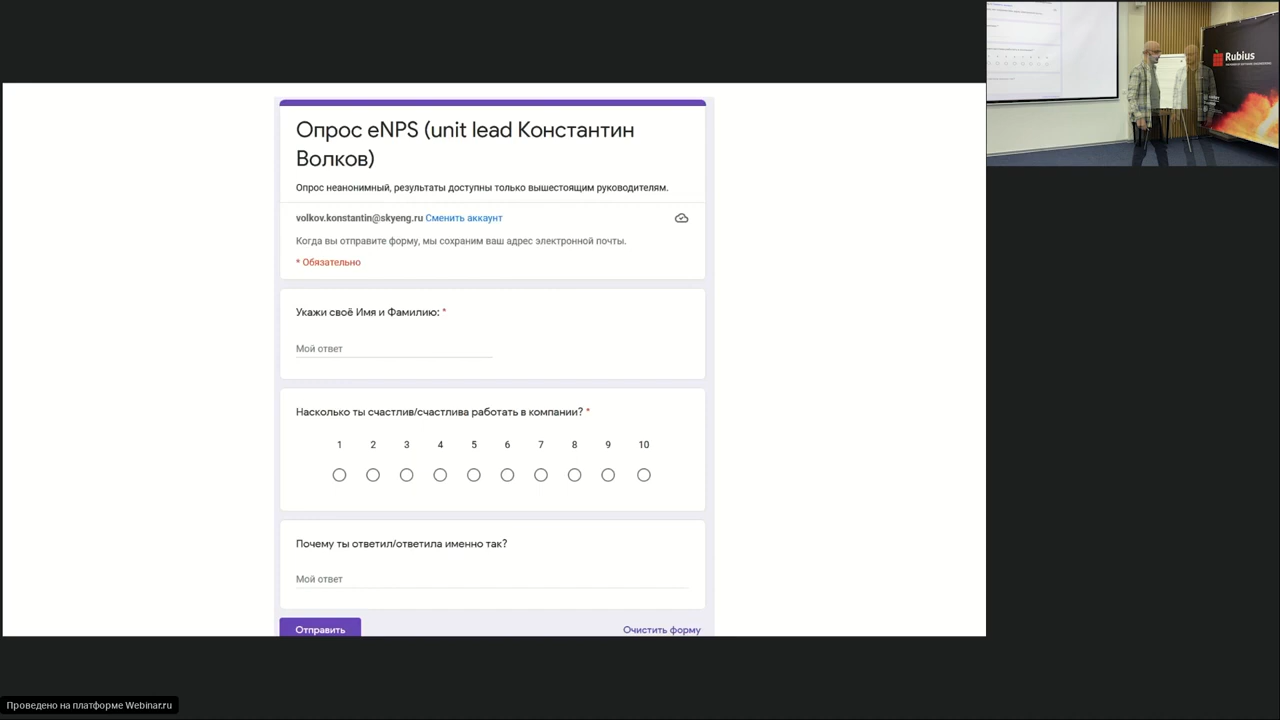 Опрос eNPS (unit lead Константин
Волков)
Опрос неанонимный, результаты доступны только вышестоящим руководителям.
volkov.konstantin@skyeng.ru Сменить аккаунт
Когда вы отправите форму, мы сохраним ваш адрес электронной почты.
* Обязательно
Укажи своё Имя и Фамилию: *
Мой ответ
Насколько ты счастлив/счастлива работать в компании? *
1 2 3 4 5 6 7 8 9 10
Почему ты ответил/ответила именно так?
Мой ответ
Отправить Очистить форму
Rubius
Проведено на платформе Webinar.ru